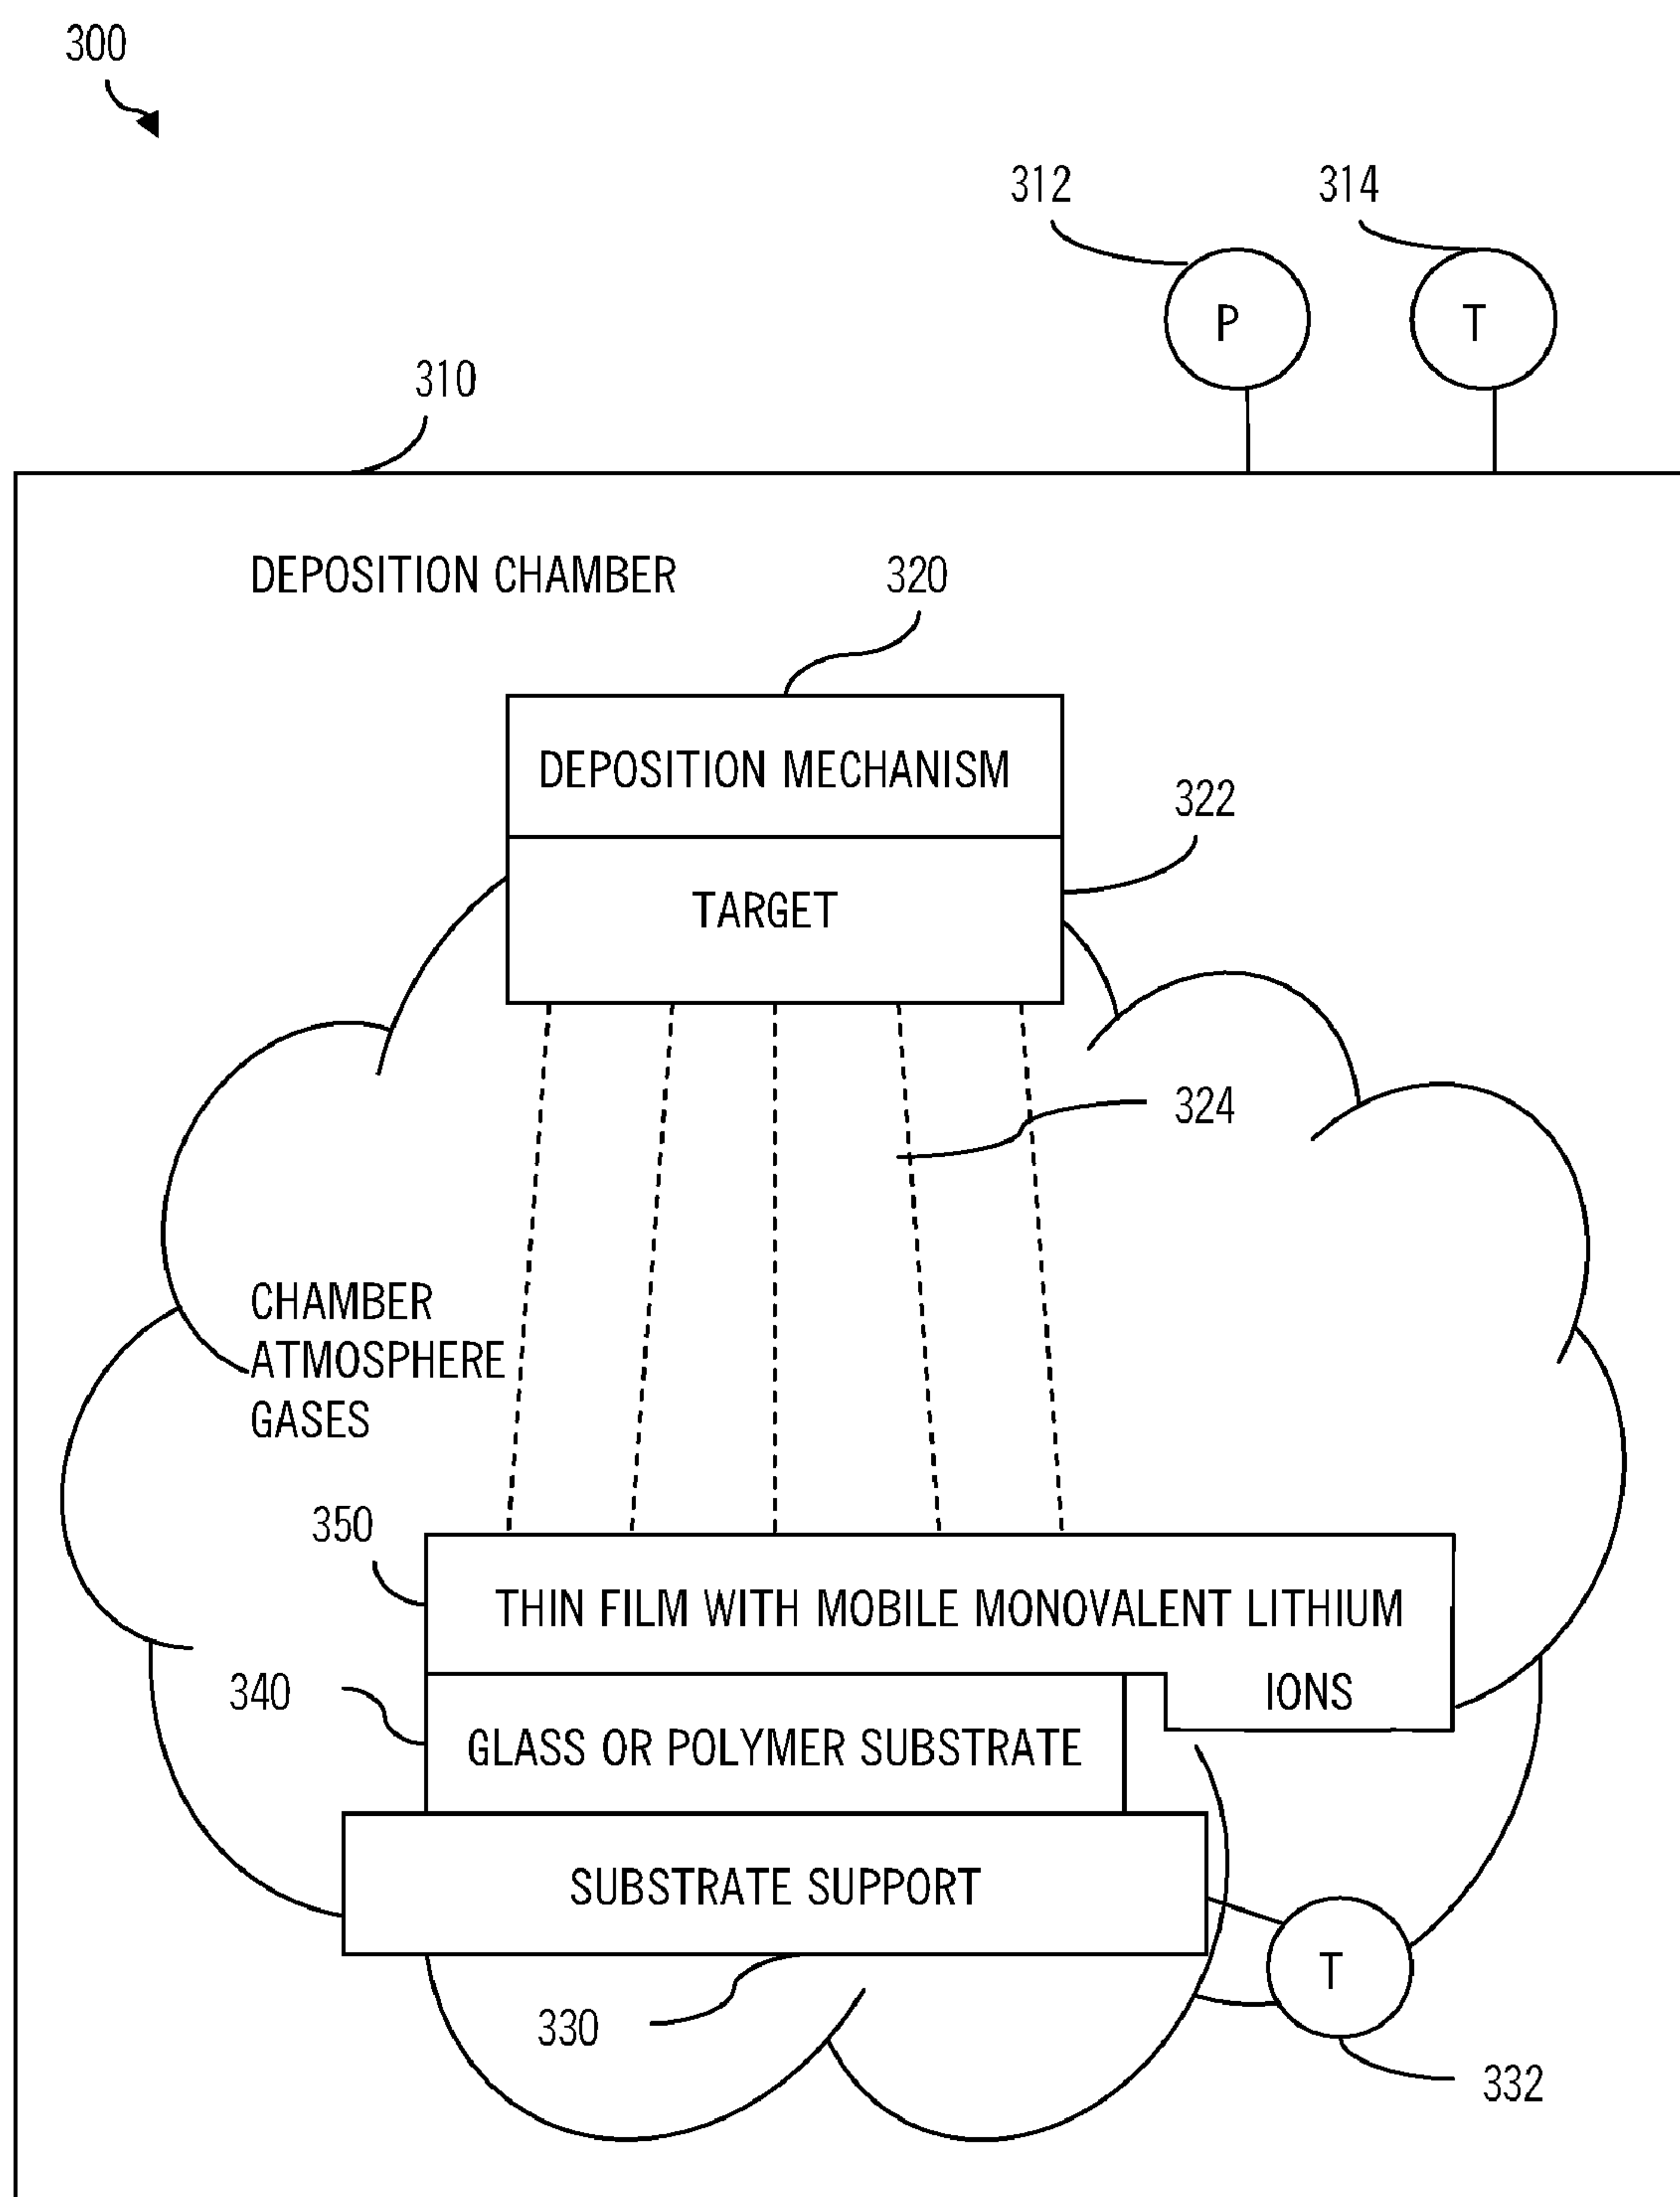 300
312
314
P
T
310
DEPOSITION CHAMBER
320
DEPOSITION MECHANISM
322
TARGET
324
CHAMBER
ATMOSPHERE
GASES
350
THIN FILM WITH MOBILE MONOVALENT LITHIUM
IONS
340
GLASS OR POLYMER SUBSTRATE
SUBSTRATE SUPPORT
T
330
332